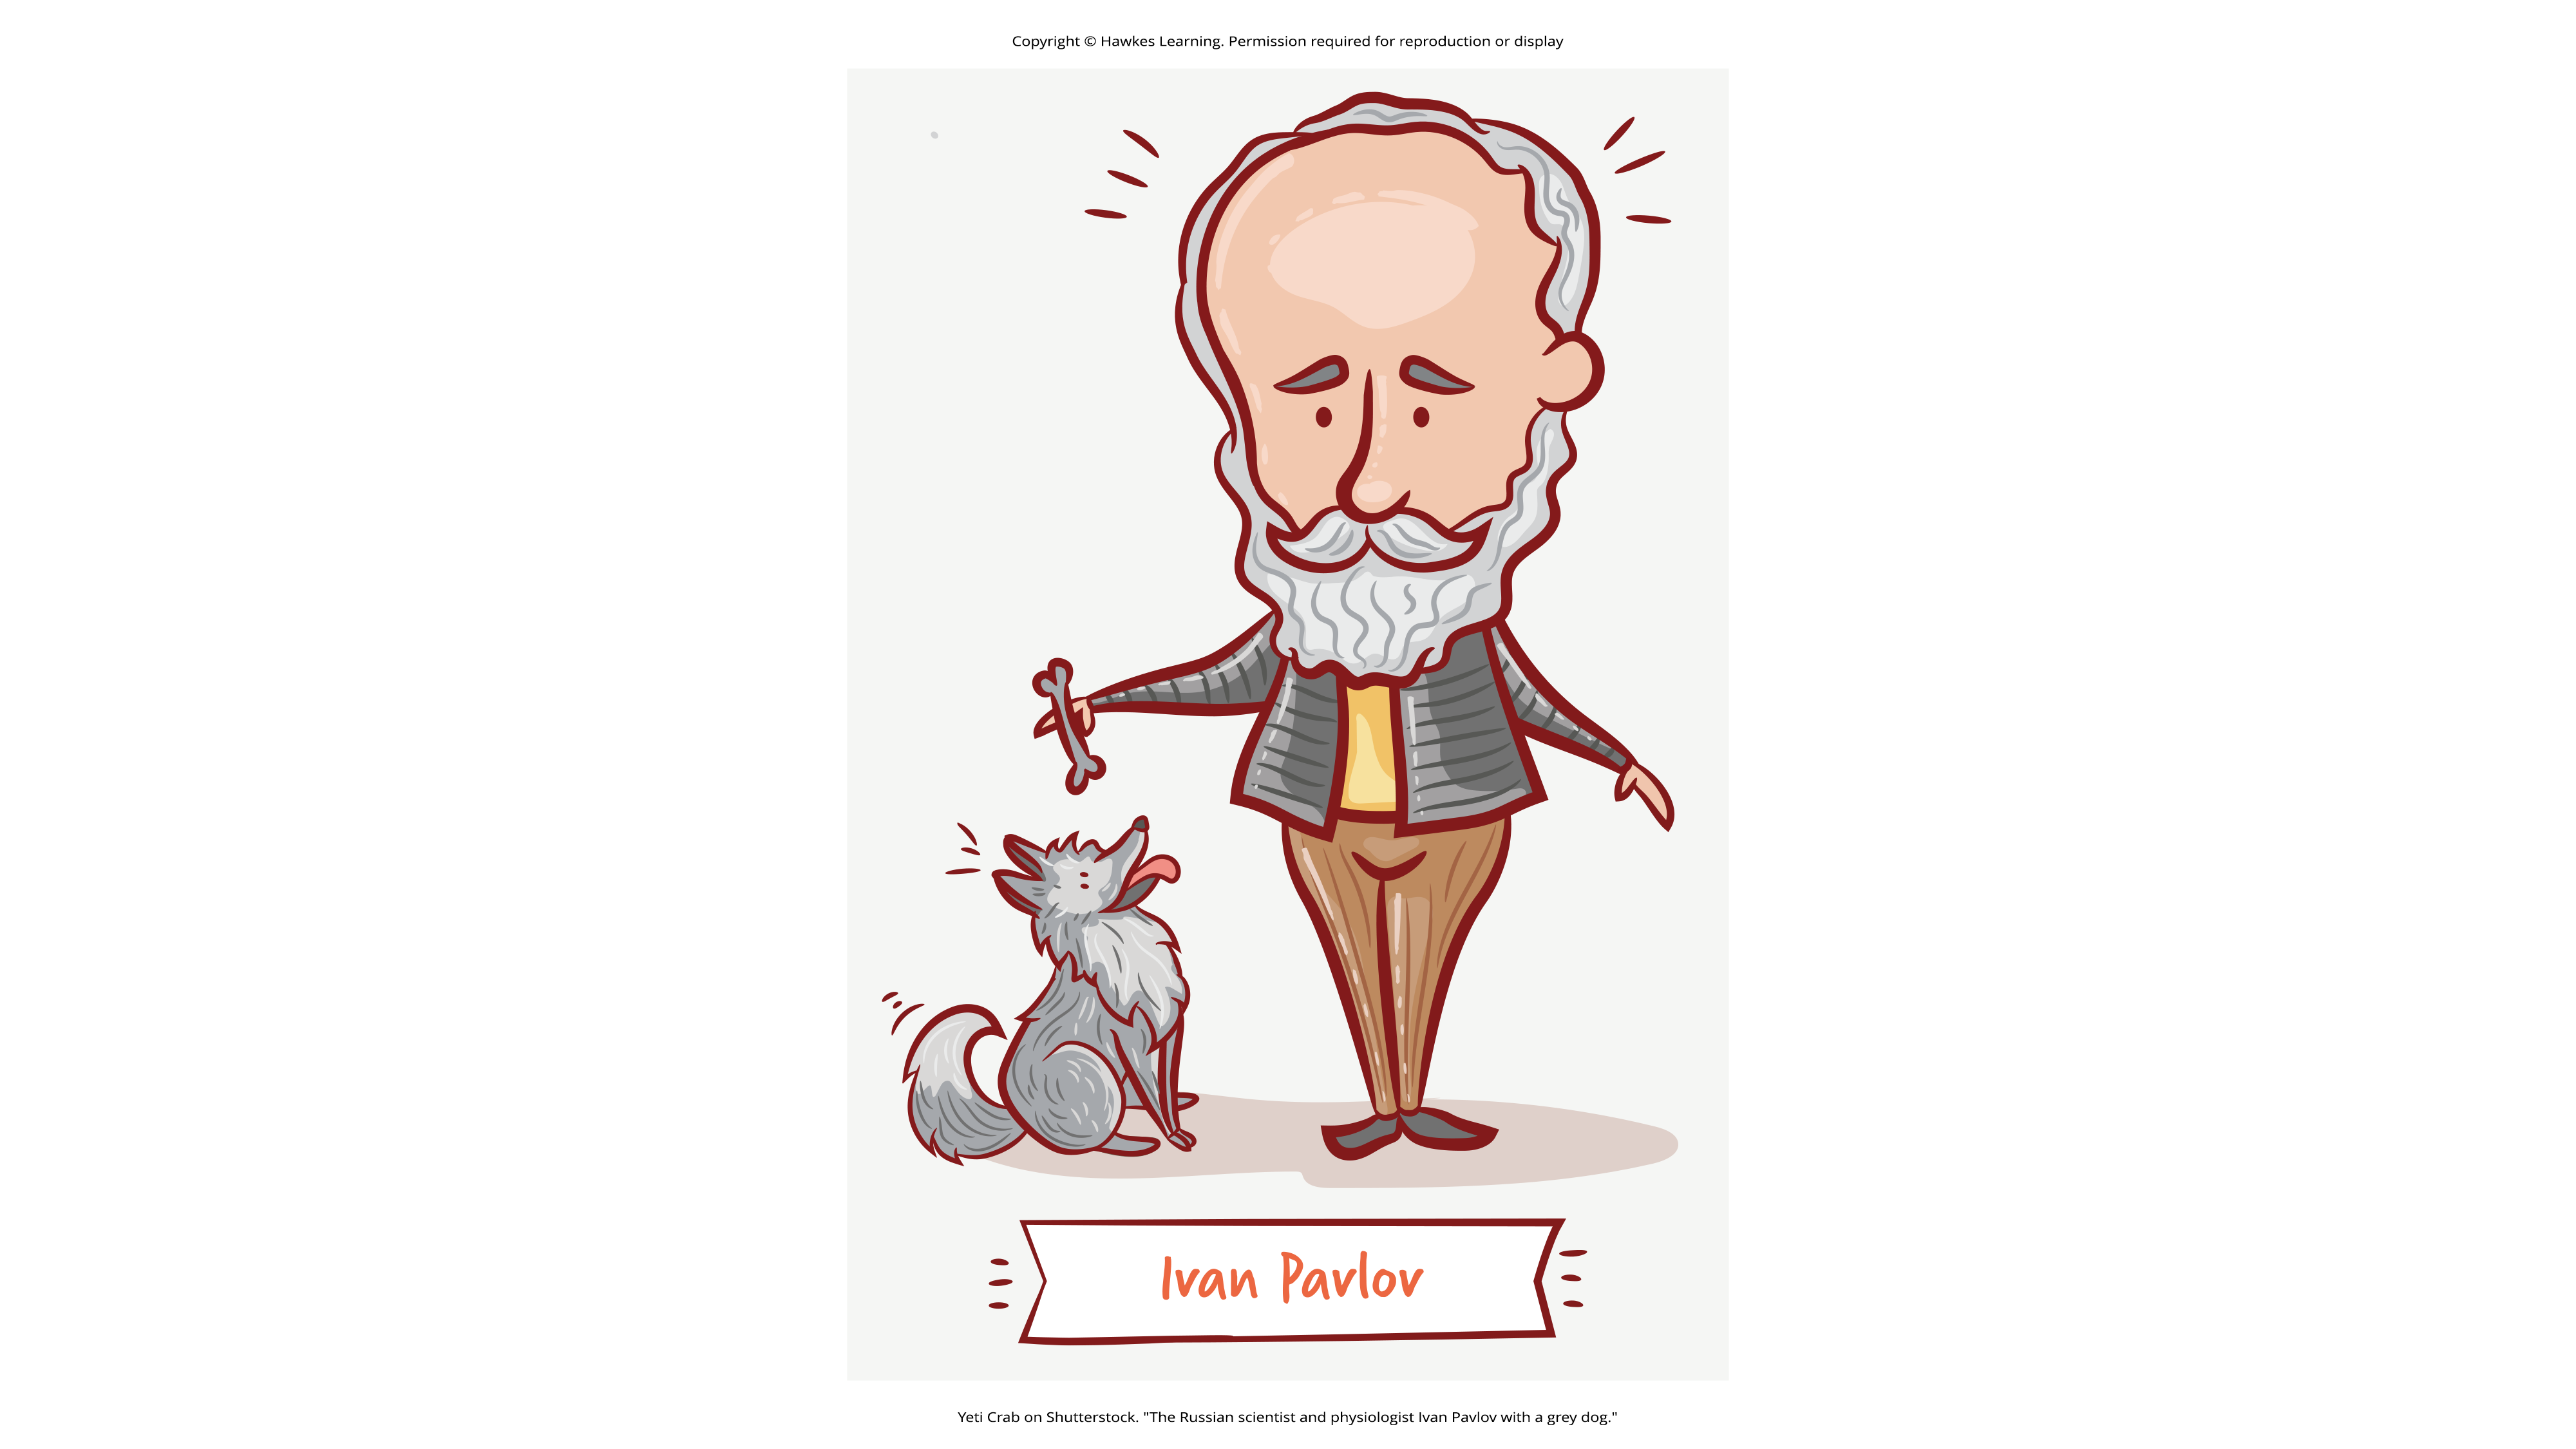 Copyright © Hawkes Learning. Permission required for reproduction or display
Ivan Pavlov
Yeti Crab on Shutterstock. "The Russian scientist and physiologist Ivan Pavlov with a grey dog."